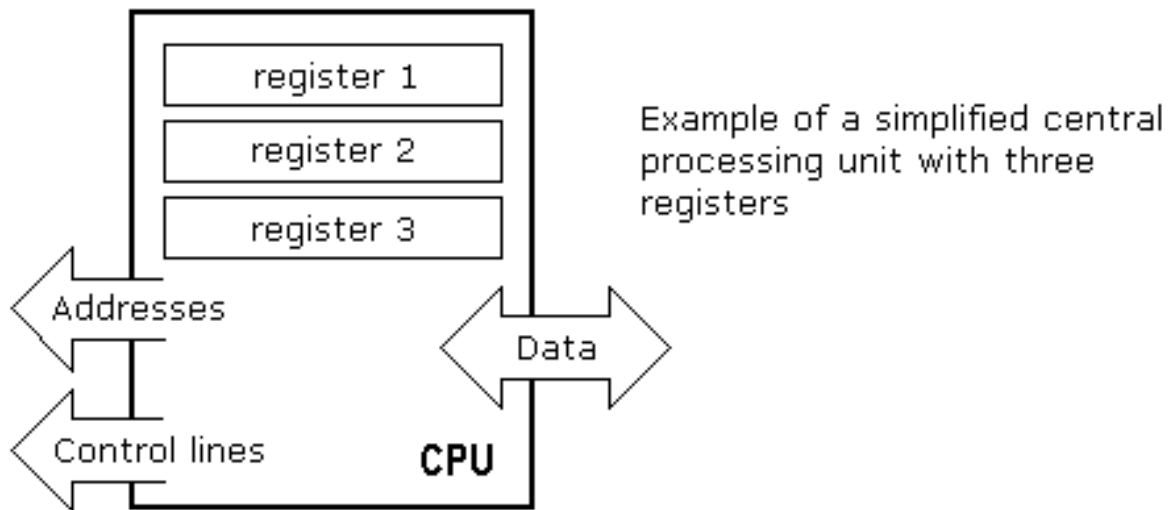 register 1
register 2
register 3
Example of a simplified central
processing unit with three
registers
Addresses
Data
Control lines
CPU